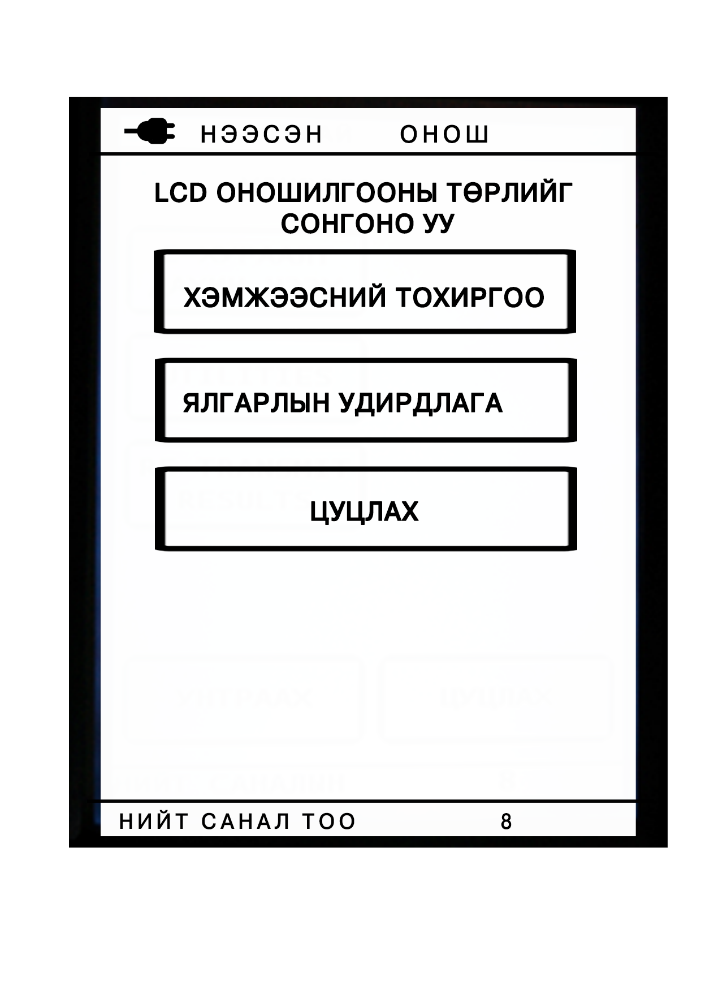 НЭЭСЭН ОНОШ
LCD ОНОШИЛГООНЫ ТӨРЛИЙГ
СОНГОНО УУ
ХЭМЖЭЭСНИЙ ТОХИРГОО
ЯЛГАРЛЫН УДИРДЛАГА
ЦУЦЛАХ
НИЙТ САНАЛ ТОО 8